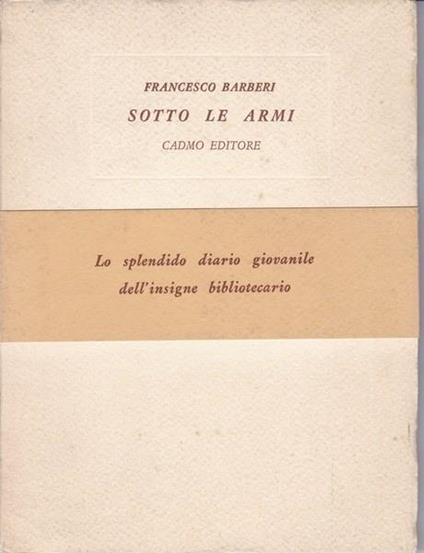 FRANCESCO BARBERI
SOTTO LE ARMI
CADMO EDITORE
Lo splendido diario giovanile
dell'insigne bibliotecario